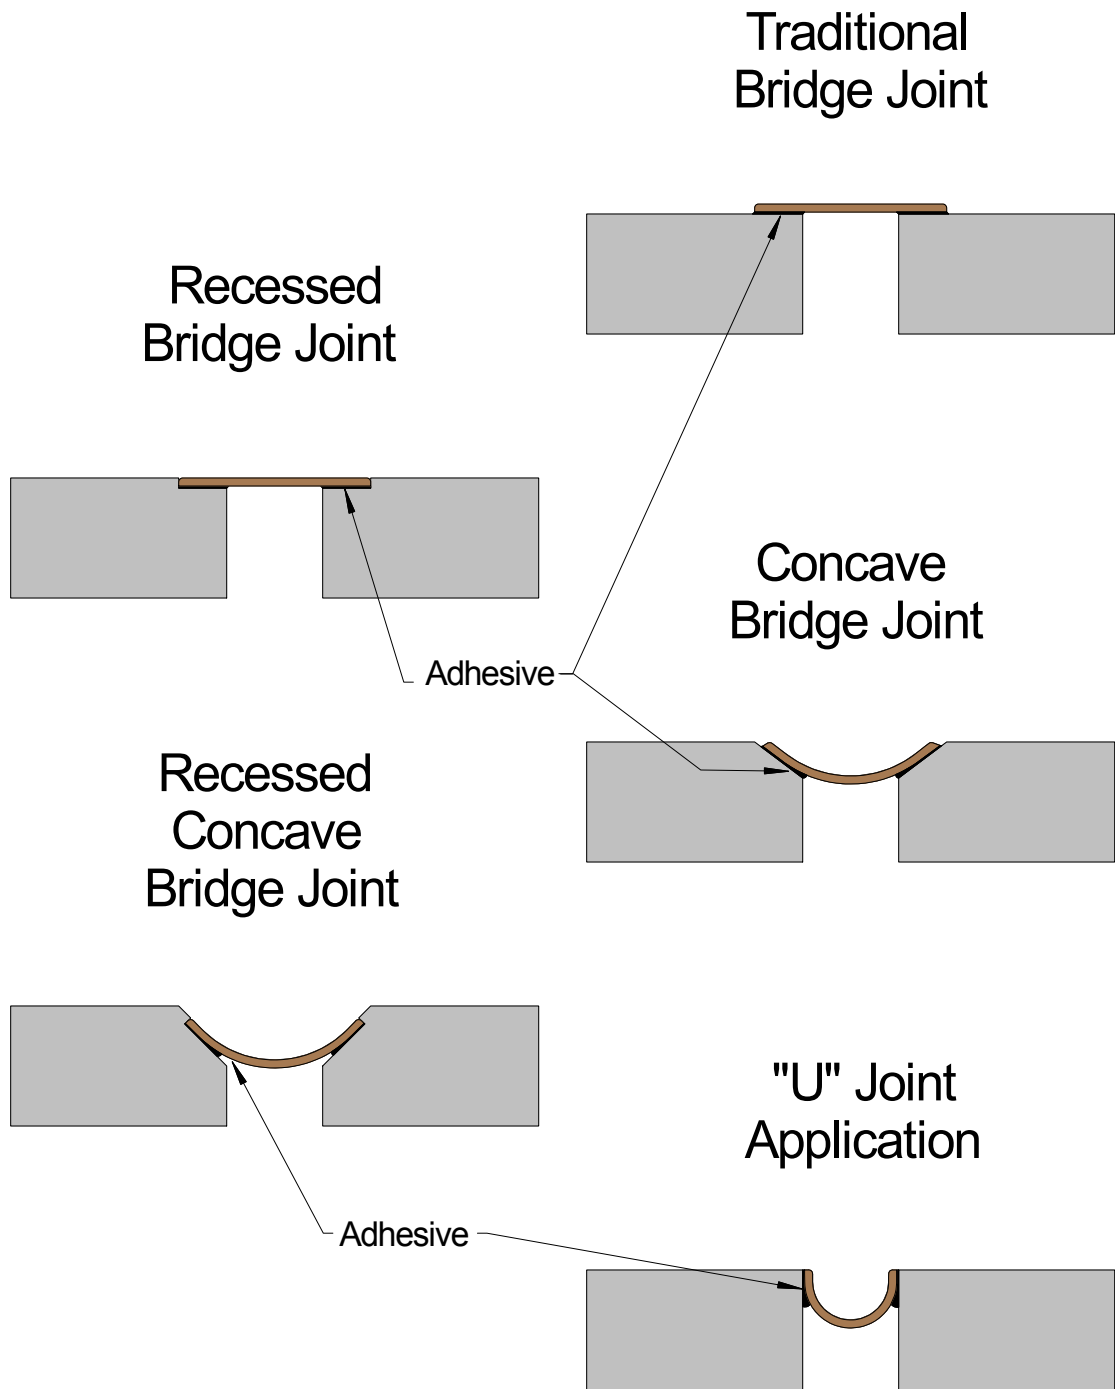 Traditional
Bridge Joint
Recessed
Bridge Joint
Concave
Bridge Joint
Adhesive
Recessed
Concave
Bridge Joint
"U" Joint
Application
Adhesive